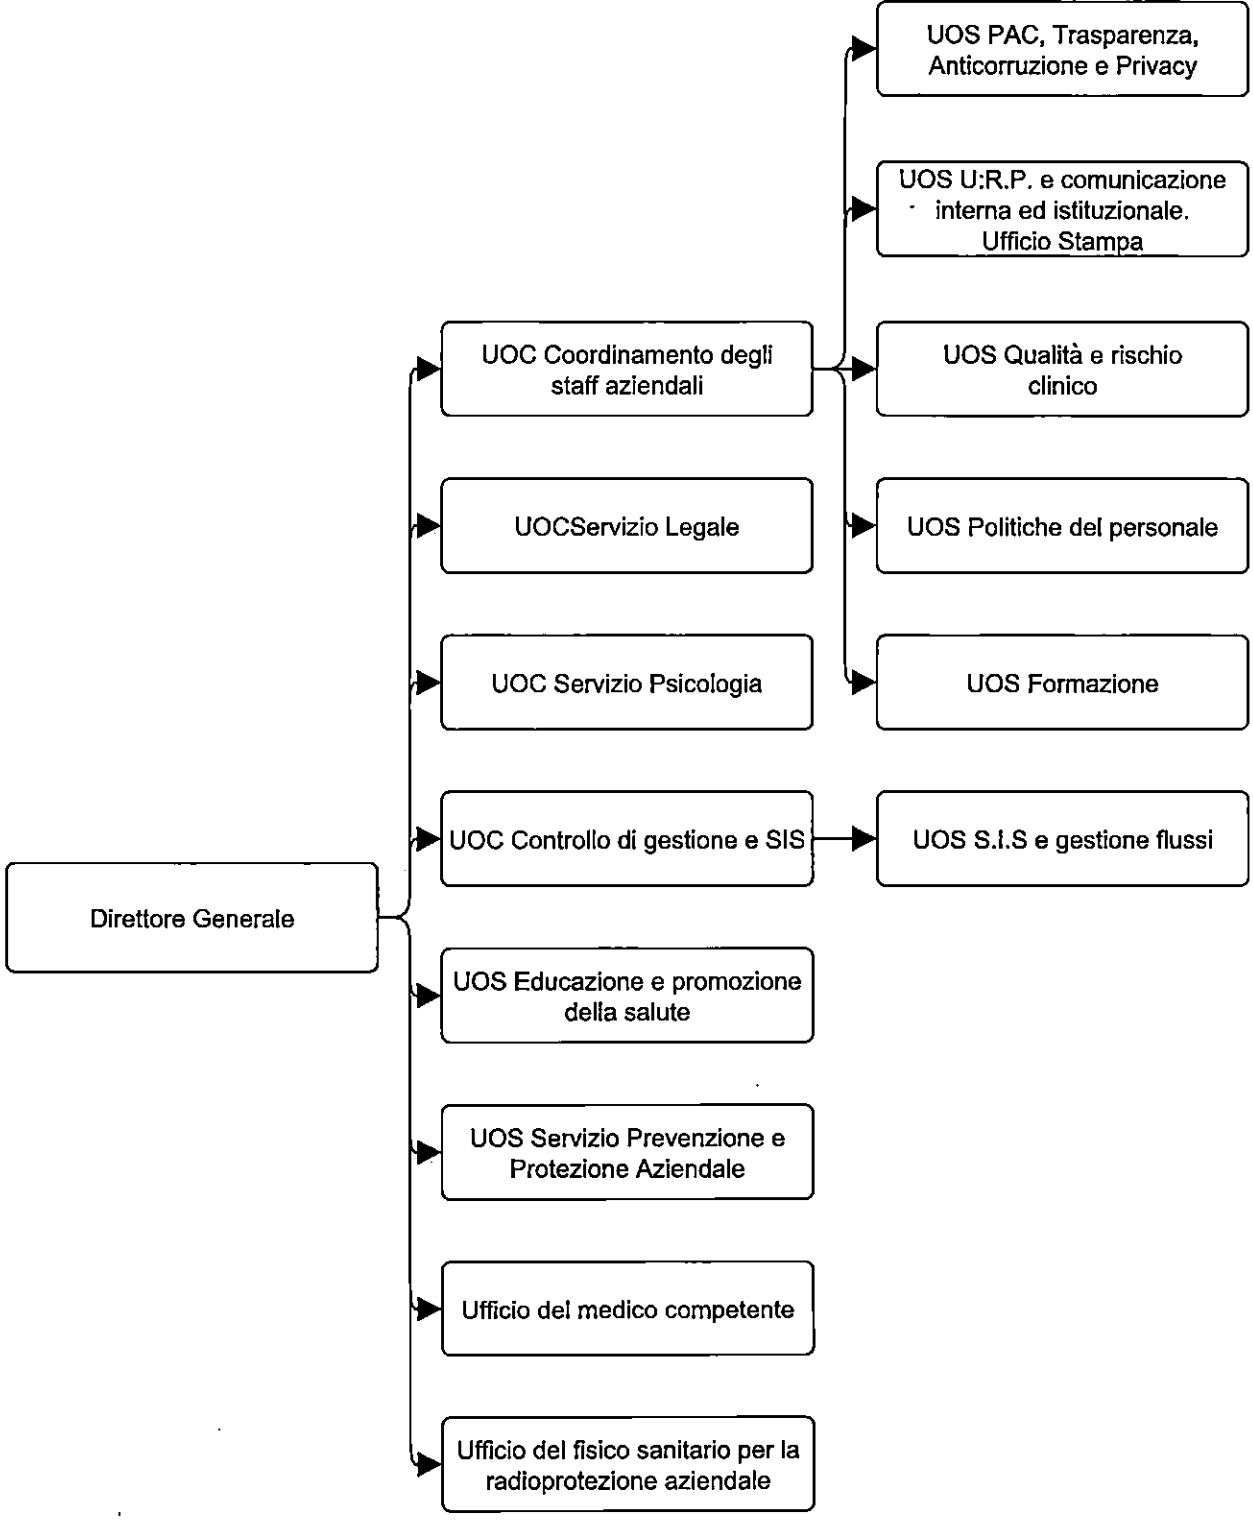 UOS PAC, Trasparenza,
Anticorruzione e Privacy
UOS U:R.P. e comunicazione
interna ed istituzionale.
Ufficio Stampa
UOC Coordinamento degli
staff aziendali
UOS Qualità e rischio
clinico
UOCServizio Legale
UOS Politiche del personale
UOC Servizio Psicologia
UOS Formazione
UOC Controllo di gestione e SIS
UOS S.I.S e gestione flussi
Direttore Generale
UOS Educazione e promozione
della salute
UOS Servizio Prevenzione e
Protezione Aziendale
Ufficio del medico competente
Ufficio del fisico sanitario per la
radioprotezione aziendale